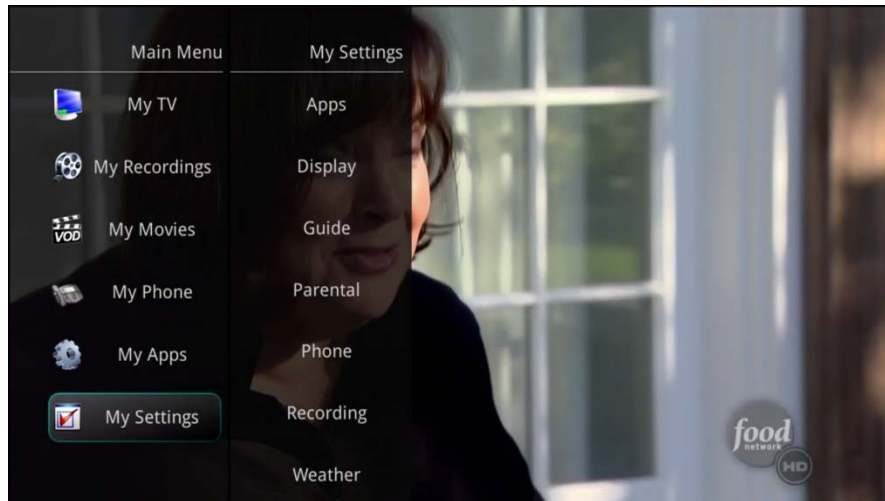 Main Menu
My TV
My Recordings
VOD
My Movies
My Phone
My Apps
My Settings
My Settings
Apps
Display
Guide
Parental
Phone
Recording
Weather
food
network
HD